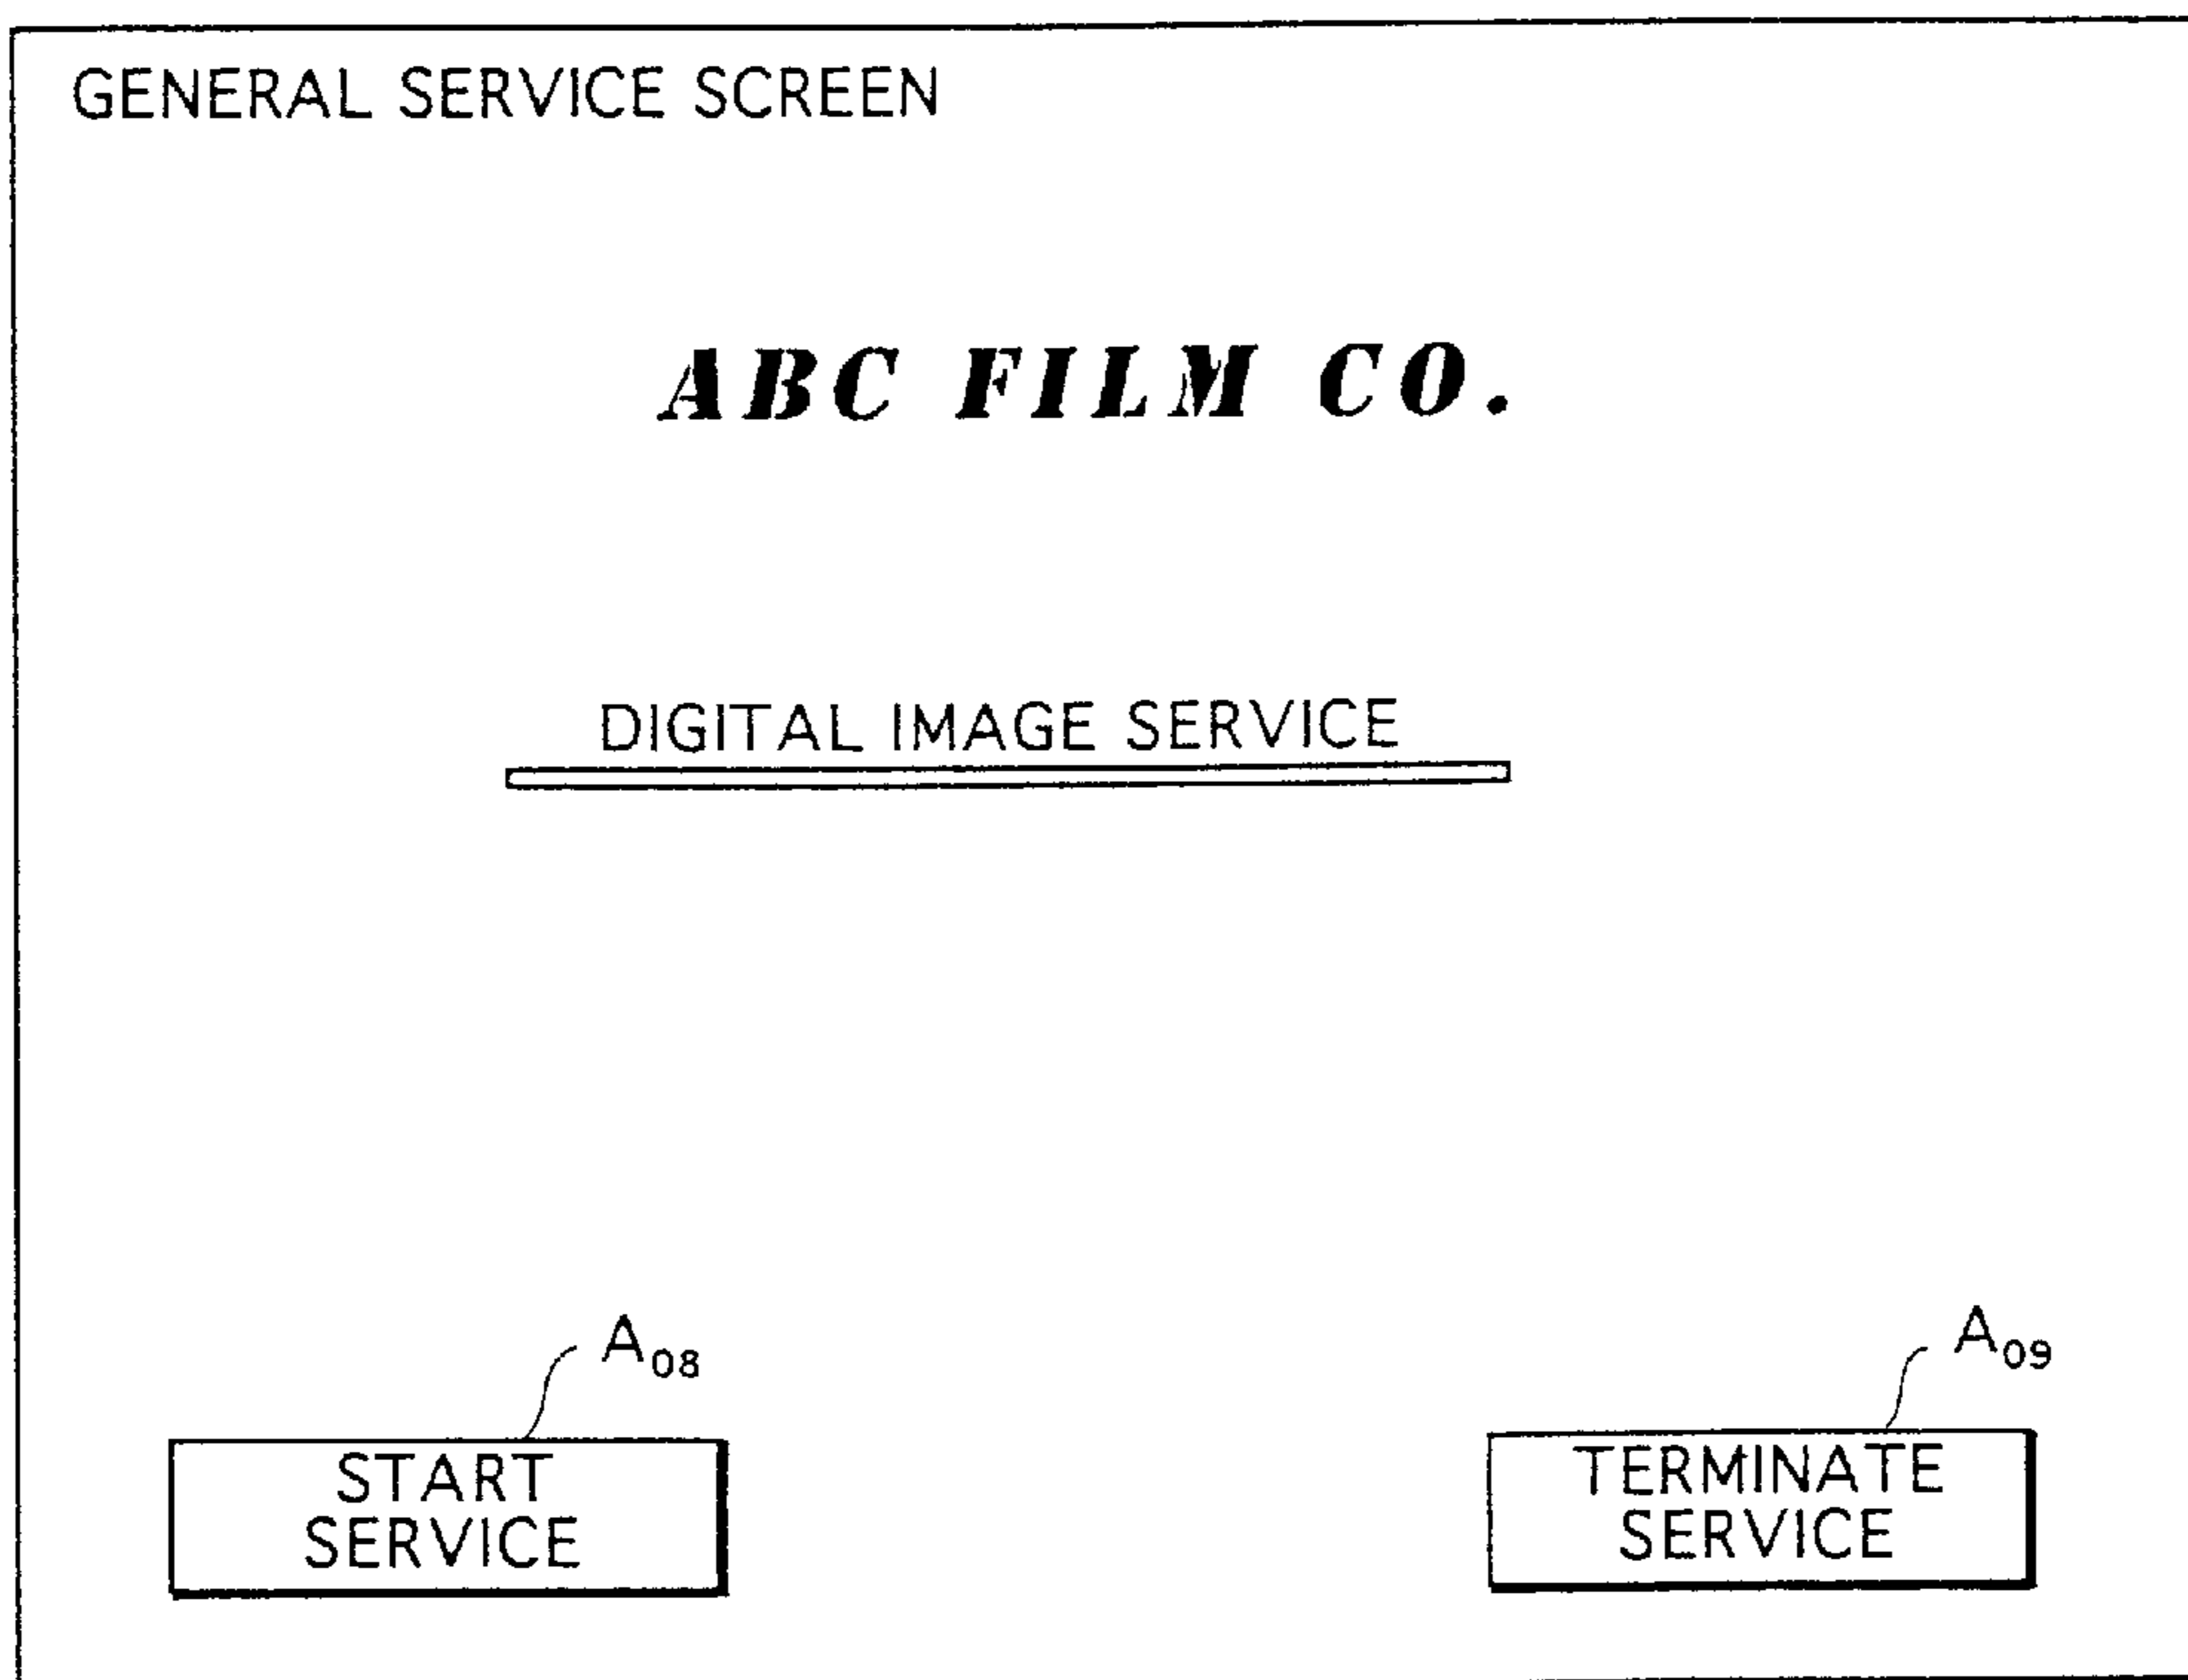 GENERAL SERVICE SCREEN
ABC FILM CO.
DIGITAL IMAGE SERVICE
A08
A09
START
SERVICE
TERMINATE
SERVICE